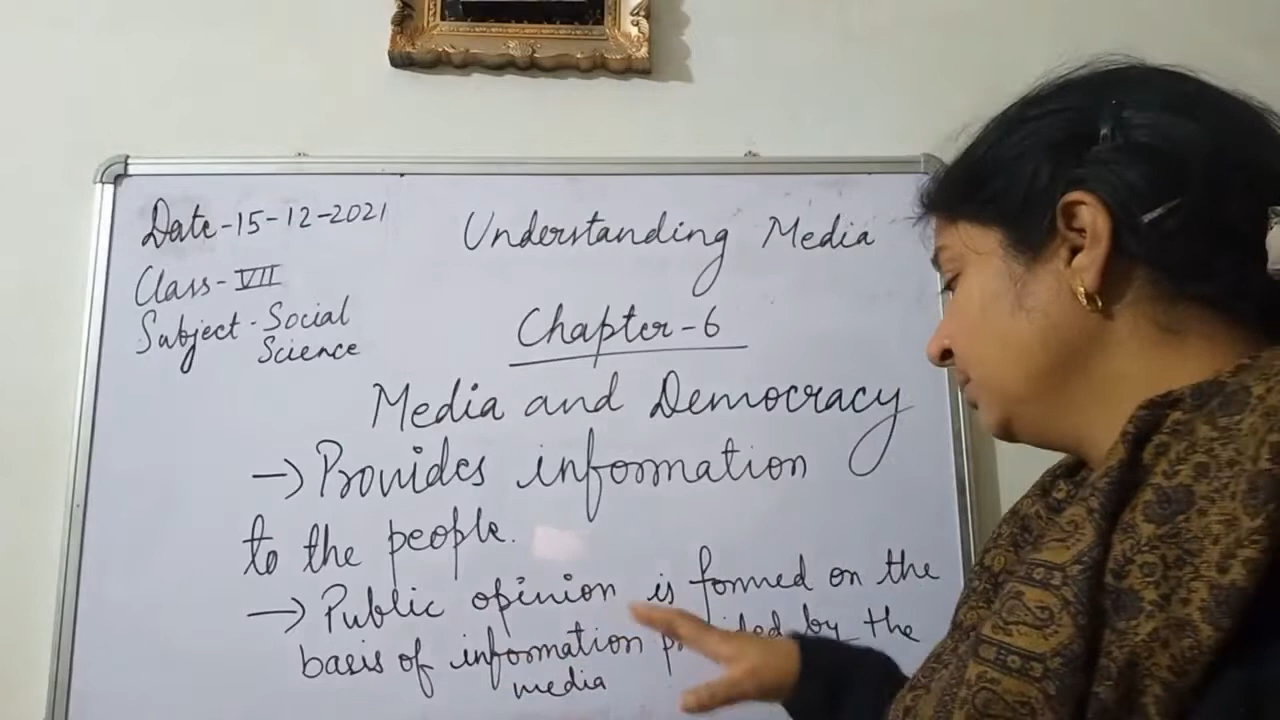 Date-15-12-2021
Class-VII
Subject-Social
Science
Understanding Media
Chapter-6
Media and Democracy
→ Provides information
to the people.
→ Public opinion is formed on the
basis of information by the
media